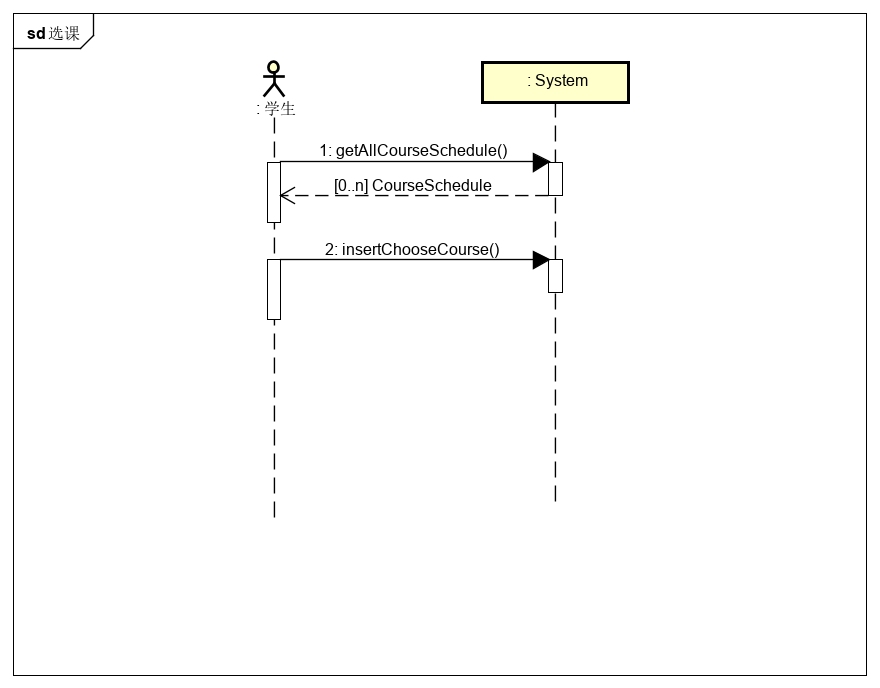 sd 选课
: 学生
: System
1: getAllCourseSchedule()
[0..n] CourseSchedule
2: insertChooseCourse()